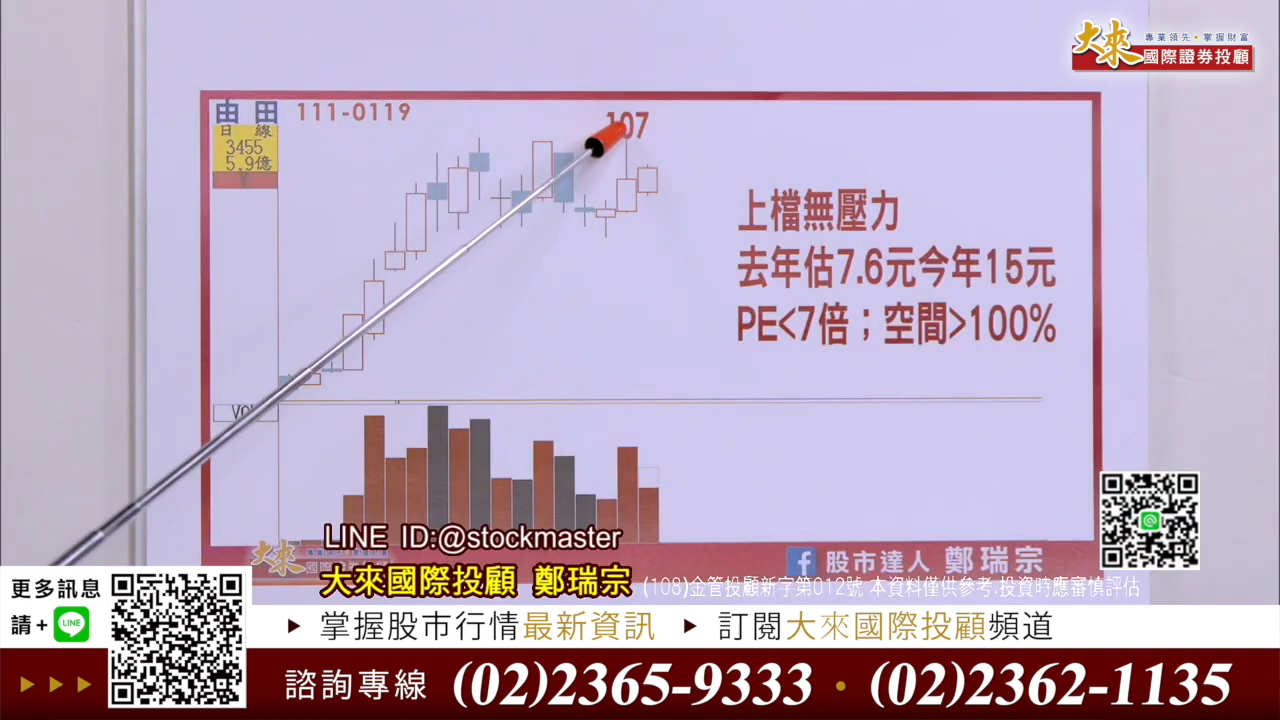 大來
專業領先•掌握財富
國際證券投顧
由田 111-0119
107
日線
3455
5.9億
上檔無壓力
去年估7.6元今年15元
PE<7倍；空間>100%
LINE ID:@stockmaster
大來
股市達人 鄭瑞宗
大來國際投顧 鄭瑞宗
(108)金管投顧新字第012號 本資料僅供參考.投資時應審慎評估
更多訊息
請+
LINE
掌握股市行情最新資訊
訂閱大來國際投顧頻道
諮詢專線 (02)2365-9333 • (02)2362-1135